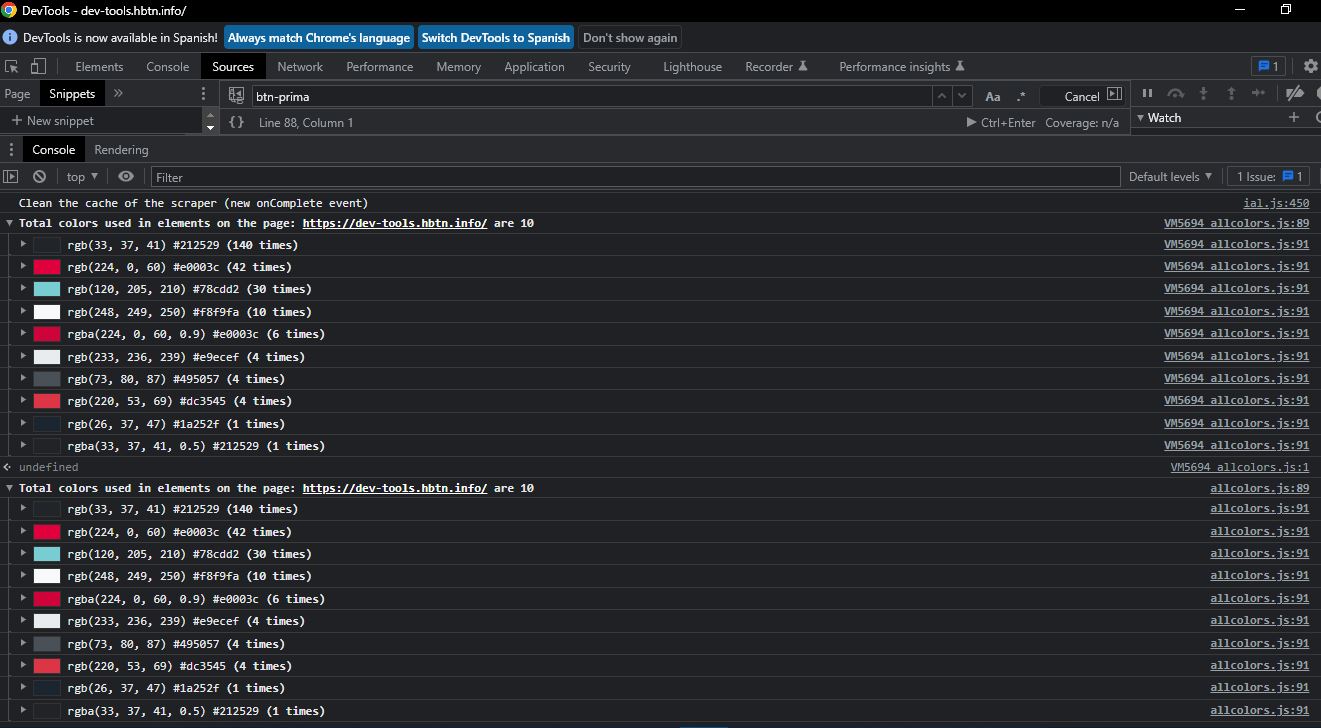 DevTools - dev-tools.hbtn.info/
DevTools is now available in Spanish! Always match Chrome's language Switch DevTools to Spanish Don't show again
Elements Console Sources Network Performance Memory Application Security Lighthouse Recorder Performance insights 1
Page Snippets » btn-prima Aa .* Cancel
+ New snippet {} Line 88, Column 1 Ctrl+Enter Coverage: n/a Watch
Console Rendering
top Filter Default levels 1 Issue: 1
Clean the cache of the scraper (new onComplete event) ial.js:450
Total colors used in elements on the page: https://dev-tools.hbtn.info/ are 10 VM5694 allcolors.js:89
rgb(33, 37, 41) #212529 (140 times) VM5694 allcolors.js:91
rgb(224, 0, 60) #e0003c (42 times) VM5694 allcolors.js:91
rgb(120, 205, 210) #78cdd2 (30 times) VM5694 allcolors.js:91
rgb(248, 249, 250) #f8f9fa (10 times) VM5694 allcolors.js:91
rgba(224, 0, 60, 0.9) #e0003c (6 times) VM5694 allcolors.js:91
rgb(233, 236, 239) #e9ecef (4 times) VM5694 allcolors.js:91
rgb(73, 80, 87) #495057 (4 times) VM5694 allcolors.js:91
rgb(220, 53, 69) #dc3545 (4 times) VM5694 allcolors.js:91
rgb(26, 37, 47) #1a252f (1 times) VM5694 allcolors.js:91
rgba(33, 37, 41, 0.5) #212529 (1 times) VM5694 allcolors.js:91
undefined VM5694 allcolors.js:1
Total colors used in elements on the page: https://dev-tools.hbtn.info/ are 10 allcolors.js:89
rgb(33, 37, 41) #212529 (140 times) allcolors.js:91
rgb(224, 0, 60) #e0003c (42 times) allcolors.js:91
rgb(120, 205, 210) #78cdd2 (30 times) allcolors.js:91
rgb(248, 249, 250) #f8f9fa (10 times) allcolors.js:91
rgba(224, 0, 60, 0.9) #e0003c (6 times) allcolors.js:91
rgb(233, 236, 239) #e9ecef (4 times) allcolors.js:91
rgb(73, 80, 87) #495057 (4 times) allcolors.js:91
rgb(220, 53, 69) #dc3545 (4 times) allcolors.js:91
rgb(26, 37, 47) #1a252f (1 times) allcolors.js:91
rgba(33, 37, 41, 0.5) #212529 (1 times) allcolors.js:91